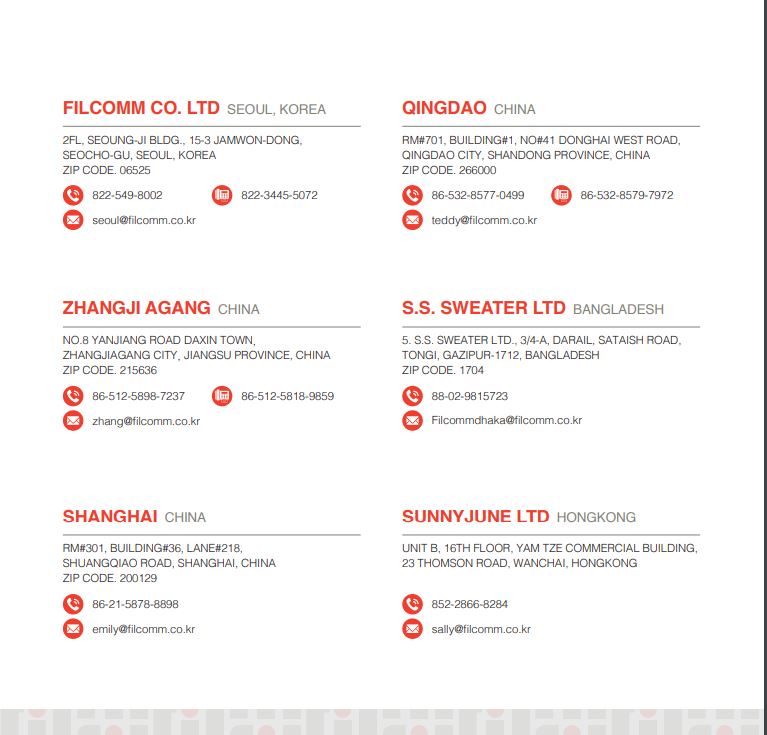 FILCOMM CO. LTD SEOUL, KOREA
2FL, SEOUNG-JI BLDG., 15-3 JAMWON-DONG,
SEOCHO-GU, SEOUL, KOREA
ZIP CODE. 06525
822-549-8002 822-3445-5072
seoul@filcomm.co.kr
QINGDAO CHINA
RM#701, BUILDING#1, NO#41 DONGHAI WEST ROAD,
QINGDAO CITY, SHANDONG PROVINCE, CHINA
ZIP CODE. 266000
86-532-8577-0499 86-532-8579-7972
teddy@filcomm.co.kr
ZHANGJI AGANG CHINA
NO.8 YANJIANG ROAD DAXIN TOWN,
ZHANGJIAGANG CITY, JIANGSU PROVINCE, CHINA
ZIP CODE. 215636
86-512-5898-7237 86-512-5818-9859
zhang@filcomm.co.kr
S.S. SWEATER LTD BANGLADESH
5. S.S. SWEATER LTD., 3/4-A, DARAIL, SATAISH ROAD,
TONGI, GAZIPUR-1712, BANGLADESH
ZIP CODE. 1704
88-02-9815723
Filcommdhaka@filcomm.co.kr
SHANGHAI CHINA
RM#301, BUILDING#36, LANE#218,
SHUANGQIAO ROAD, SHANGHAI, CHINA
ZIP CODE. 200129
86-21-5878-8898
emily@filcomm.co.kr
SUNNYJUNE LTD HONGKONG
UNIT B, 16TH FLOOR, YAM TZE COMMERCIAL BUILDING,
23 THOMSON ROAD, WANCHAI, HONGKONG
852-2866-8284
sally@filcomm.co.kr